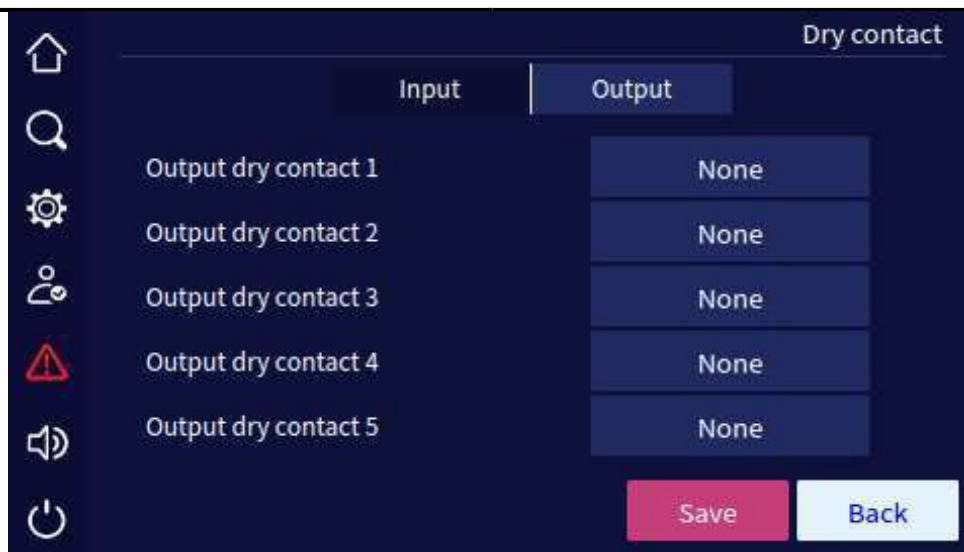 Dry contact
Input Output
Output dry contact 1 None
Output dry contact 2 None
Output dry contact 3 None
Output dry contact 4 None
Output dry contact 5 None
Save Back